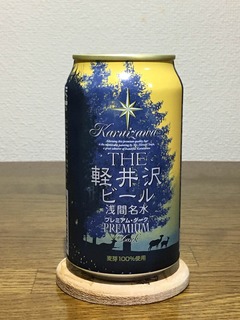 Karuizawa
THE
軽井沢
ビール
浅間名水
プレミアム・ダーク
PREMIUM
Dark
麦芽100%使用